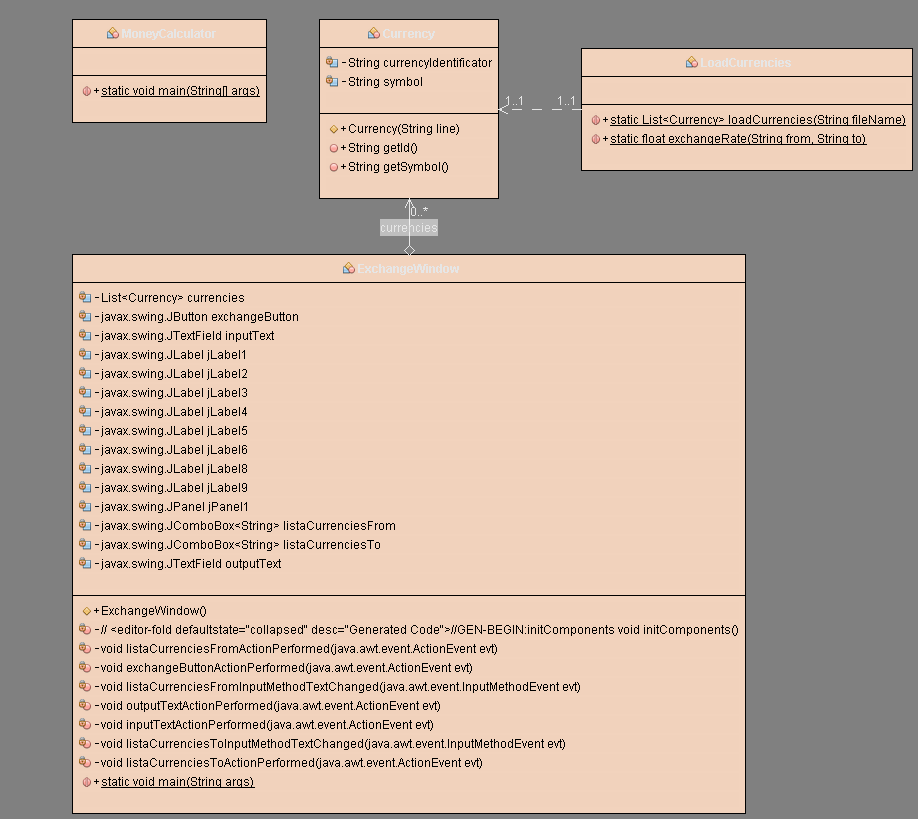 MoneyCalculator
+ static void main(String[] args)
Currency
- String currencyIdentificator
- String symbol
+ Currency(String line)
+ String getId()
+ String getSymbol()
LoadCurrencies
+ static List<Currency> loadCurrencies(String fileName)
+ static float exchangeRate(String from, String to)
1..1
1..1
0..*
currencies
ExchangeWindow
- List<Currency> currencies
- javax.swing.JButton exchangeButton
- javax.swing.JTextField inputText
- javax.swing.JLabel jLabel1
- javax.swing.JLabel jLabel2
- javax.swing.JLabel jLabel3
- javax.swing.JLabel jLabel4
- javax.swing.JLabel jLabel5
- javax.swing.JLabel jLabel6
- javax.swing.JLabel jLabel8
- javax.swing.JLabel jLabel9
- javax.swing.JPanel jPanel1
- javax.swing.JComboBox<String> listaCurrenciesFrom
- javax.swing.JComboBox<String> listaCurrenciesTo
- javax.swing.JTextField outputText
+ ExchangeWindow()
- // <editor-fold defaultstate="collapsed" desc="Generated Code">//GEN-BEGIN:initComponents void initComponents()
- void listaCurrenciesFromActionPerformed(java.awt.event.ActionEvent evt)
- void exchangeButtonActionPerformed(java.awt.event.ActionEvent evt)
- void listaCurrenciesFromInputMethodTextChanged(java.awt.event.InputMethodEvent evt)
- void outputTextActionPerformed(java.awt.event.ActionEvent evt)
- void inputTextActionPerformed(java.awt.event.ActionEvent evt)
- void listaCurrenciesToInputMethodTextChanged(java.awt.event.InputMethodEvent evt)
- void listaCurrenciesToActionPerformed(java.awt.event.ActionEvent evt)
+ static void main(String args)